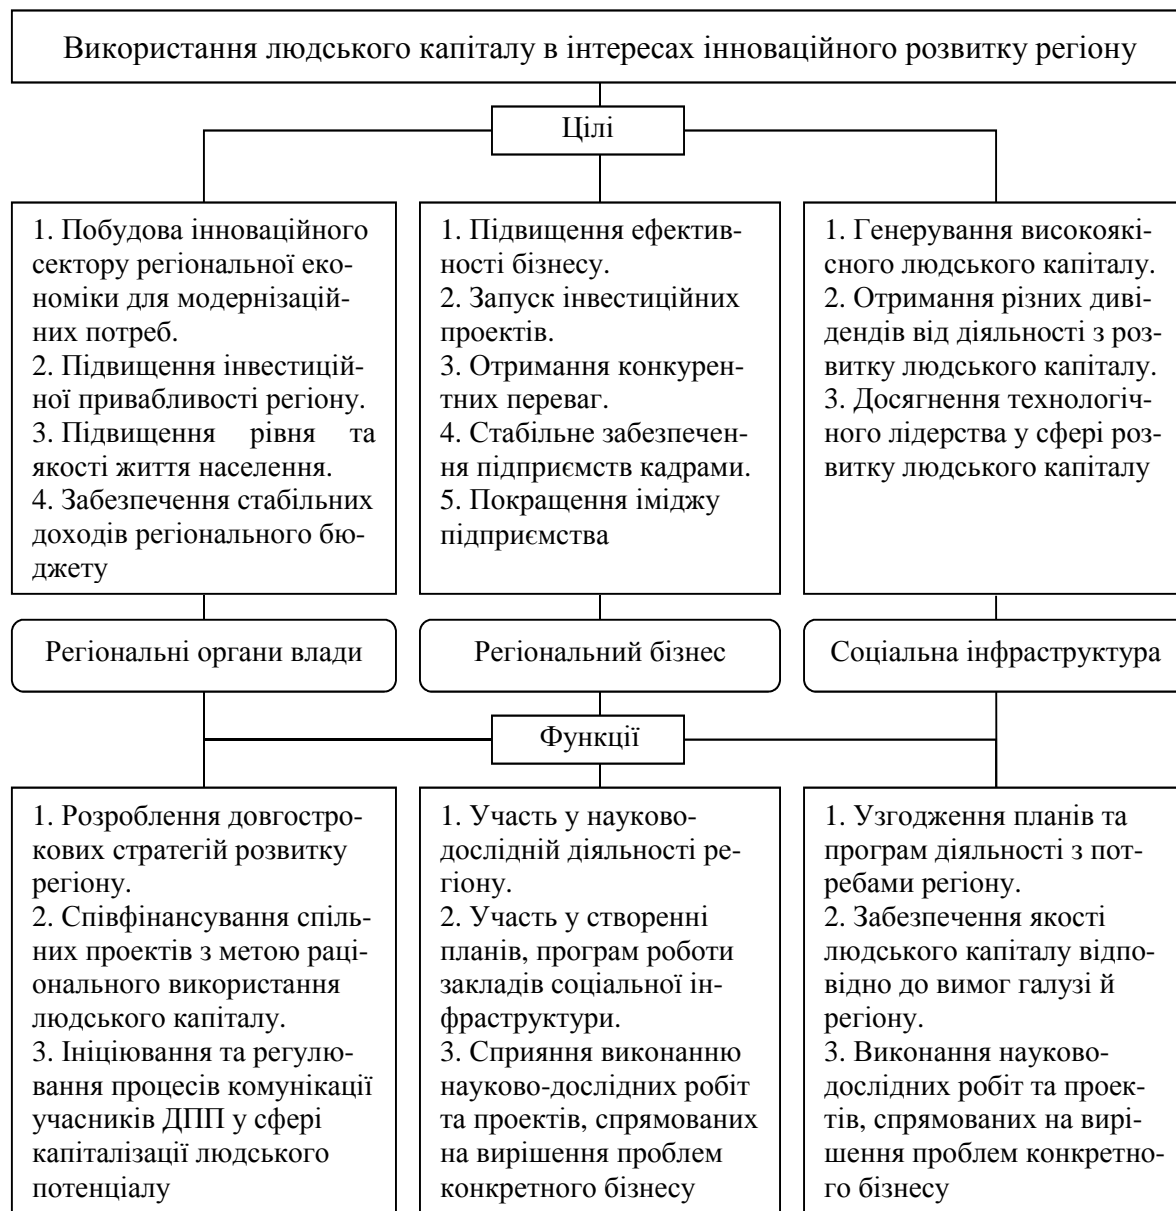 Використання людського капіталу в інтересах інноваційного розвитку регіону
Цілі
1. Побудова інноваційного
сектору регіональної еко-
номіки для модернізацій-
них потреб.
2. Підвищення інвестицій-
ної привабливості регіону.
3. Підвищення рівня та
якості життя населення.
4. Забезпечення стабільних
доходів регіонального бю-
джету
1. Підвищення ефектив-
ності бізнесу.
2. Запуск інвестиційних
проектів.
3. Отримання конкурен-
тних переваг.
4. Стабільне забезпечен-
ня підприємств кадрами.
5. Покращення іміджу
підприємства
1. Генерування високоякі-
сного людського капіталу.
2. Отримання різних диві-
дендів від діяльності з роз-
витку людського капіталу.
3. Досягнення технологіч-
ного лідерства у сфері роз-
витку людського капіталу
Регіональні органи влади
Регіональний бізнес
Соціальна інфраструктура
Функції
1. Розроблення довгостро-
кових стратегій розвитку
регіону.
2. Співфінансування спіль-
них проектів з метою раці-
онального використання
людського капіталу.
3. Ініціювання та регулю-
вання процесів комунікації
учасників ДПП у сфері
капіталізації людського
потенціалу
1. Участь у науково-
дослідній діяльності ре-
гіону.
2. Участь у створенні
планів, програм роботи
закладів соціальної ін-
фраструктури.
3. Сприяння виконанню
науково-дослідних робіт
та проектів, спрямованих
на вирішення проблем
конкретного бізнесу
1. Узгодження планів та
програм діяльності з пот-
ребами регіону.
2. Забезпечення якості
людського капіталу відпо-
відно до вимог галузі й
регіону.
3. Виконання науково-
дослідних робіт та проек-
тів, спрямованих на вирі-
шення проблем конкретно-
го бізнесу